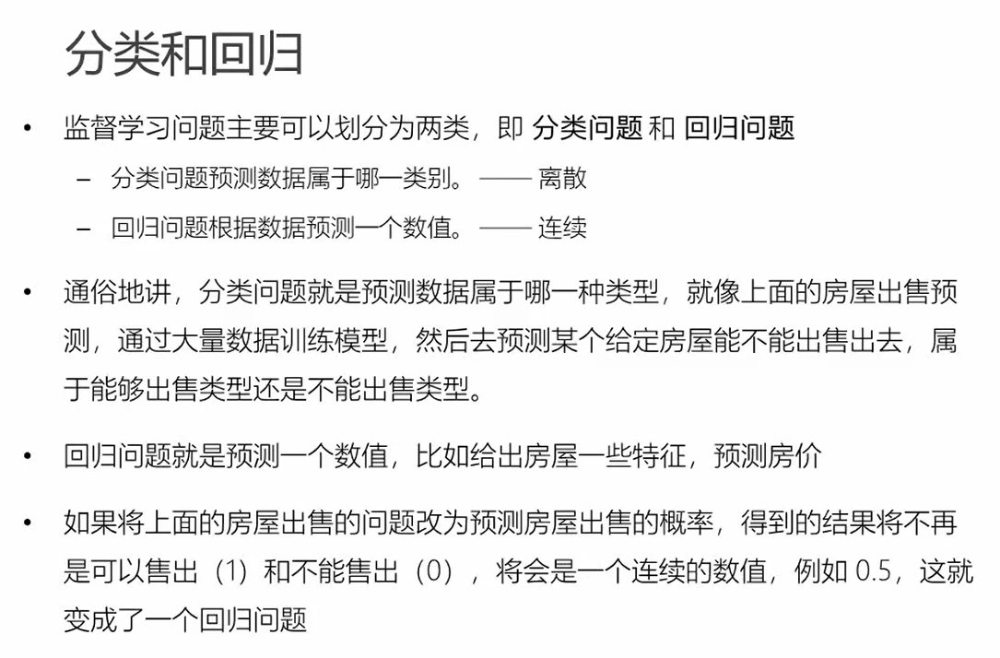 分类和回归
• 监督学习问题主要可以划分为两类，即 分类问题 和 回归问题
– 分类问题预测数据属于哪一类别。 —— 离散
– 回归问题根据数据预测一个数值。 —— 连续
• 通俗地讲，分类问题就是预测数据属于哪一种类型，就像上面的房屋出售预
测，通过大量数据训练模型，然后去预测某个给定房屋能不能出售出去，属
于能够出售类型还是不能出售类型。
• 回归问题就是预测一个数值，比如给出房屋一些特征，预测房价
• 如果将上面的房屋出售的问题改为预测房屋出售的概率，得到的结果将不再
是可以售出（1）和不能售出（0），将会是一个连续的数值，例如 0.5，这就
变成了一个回归问题